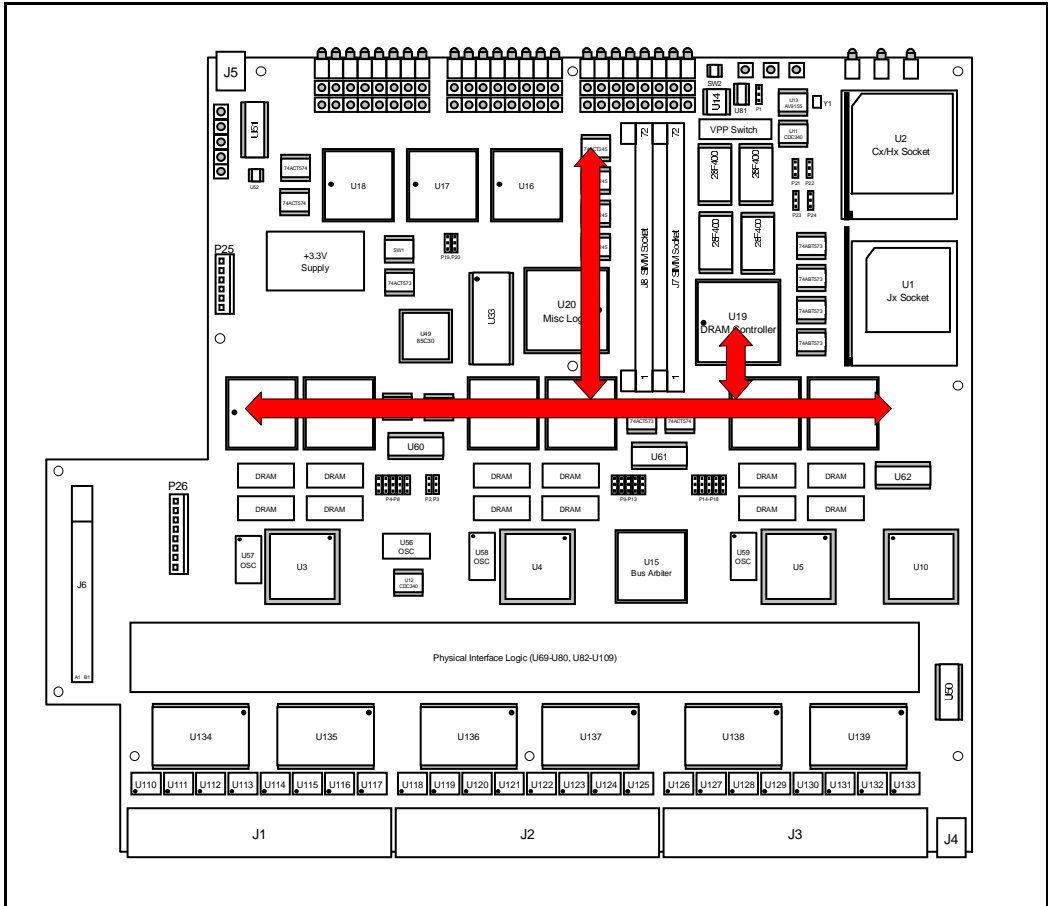 J5
SW2
U14
U81
P1
U13
AV9155
Y1
U51
72
72
VPP Switch
U11
CDC340
U2
Cx/Hx Socket
74ACT574
U52
U18
U17
U16
28F400
28F400
P21
P22
74ACT574
P23
P24
P25
+3.3V
Supply
SW1
P19,P20
28F400
28F400
74ABT573
J8 SIMM Socket
J7 SIMM Socket
74ACT573
74ABT573
U1
Jx Socket
U33
U20
Misc
U19
DRAM Controller
74ABT573
U49
85C30
74ABT573
1
1
74ACT573
74ACT574
U60
U61
U62
P26
DRAM
DRAM
DRAM
DRAM
DRAM
DRAM
P4-P8
P2,P3
P9-P13
P14-P18
DRAM
DRAM
DRAM
DRAM
DRAM
DRAM
U57
OSC
U3
U56
OSC
U58
OSC
U4
U15
Bus Arbiter
U59
OSC
U5
U10
U12
CDC340
J6
A1 B1
Physical Interface Logic (U69-U80, U82-U109)
U50
U134
U135
U136
U137
U138
U139
U110
U111
U112
U113
U114
U115
U116
U117
U118
U119
U120
U121
U122
U123
U124
U125
U126
U127
U128
U129
U130
U131
U132
U133
J1
J2
J3
J4